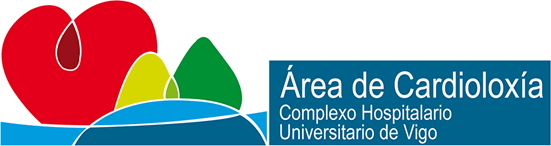 Área de Cardioloxía
Complexo Hospitalario
Universitario de Vigo